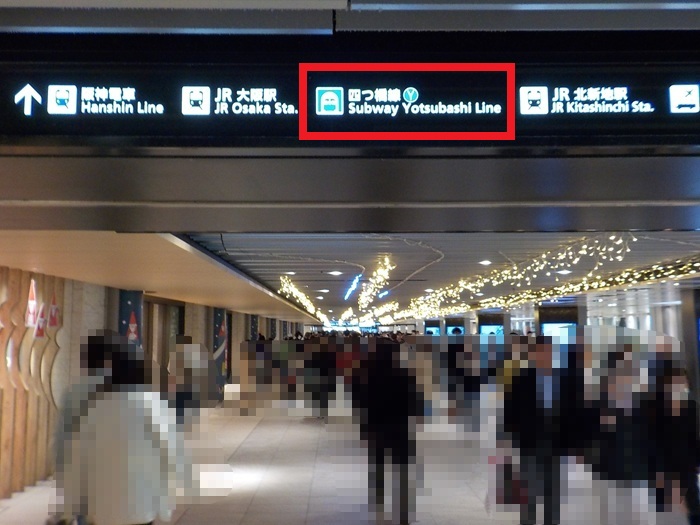 阪神電車
Hanshin Line
JR 大阪駅
JR Osaka Sta.
四つ橋線 Y
Subway Yotsubashi Line
JR 北新地駅
JR Kitashinchi Sta.